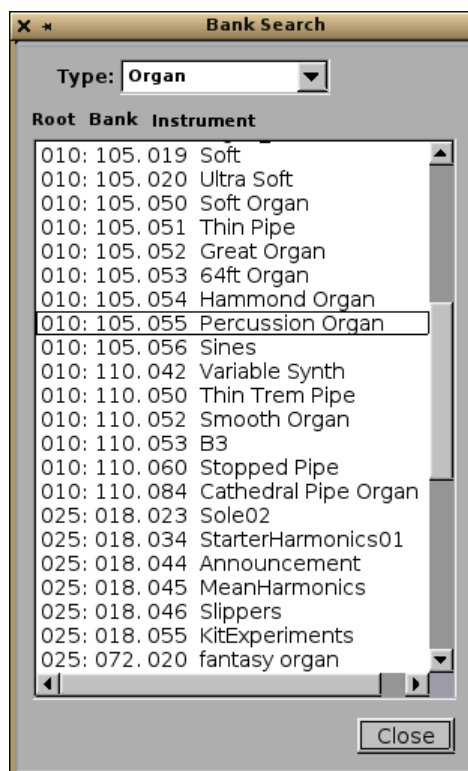 Bank Search
Type: Organ
Root Bank Instrument
010: 105. 019 Soft
010: 105. 020 Ultra Soft
010: 105. 050 Soft Organ
010: 105. 051 Thin Pipe
010: 105. 052 Great Organ
010: 105. 053 64ft Organ
010: 105. 054 Hammond Organ
010: 105. 055 Percussion Organ
010: 105. 056 Sines
010: 110. 042 Variable Synth
010: 110. 050 Thin Trem Pipe
010: 110. 052 Smooth Organ
010: 110. 053 B3
010: 110. 060 Stopped Pipe
010: 110. 084 Cathedral Pipe Organ
025: 018. 023 Sole02
025: 018. 034 StarterHarmonics01
025: 018. 044 Announcement
025: 018. 045 MeanHarmonics
025: 018. 046 Slippers
025: 018. 055 KitExperiments
025: 072. 020 fantasy organ
Close